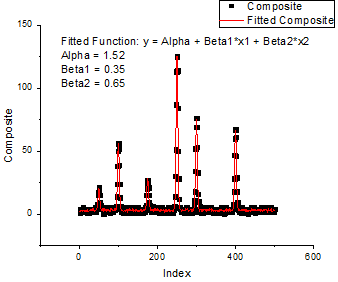 Composite
Fitted Composite
Fitted Function: y = Alpha + Beta1*x1 + Beta2*x2
Alpha = 1.52
Beta1 = 0.35
Beta2 = 0.65
150
100
50
0
Composite
0
200
400
600
Index